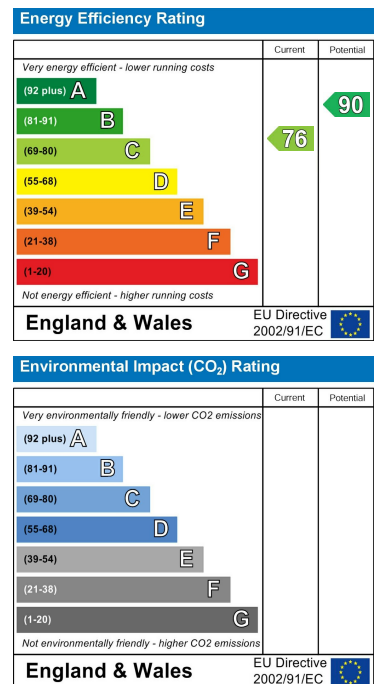 Energy Efficiency Rating
Current Potential
Very energy efficient - lower running costs
(92 plus) A
90
(81-91) B
76
(69-80) C
(55-68) D
(39-54) E
(21-38) F
(1-20) G
Not energy efficient - higher running costs
England & Wales
EU Directive
2002/91/EC
Environmental Impact (CO₂) Rating
Current Potential
Very environmentally friendly - lower CO2 emissions
(92 plus) A
(81-91) B
(69-80) C
(55-68) D
(39-54) E
(21-38) F
(1-20) G
Not environmentally friendly - higher CO2 emissions
England & Wales
EU Directive
2002/91/EC